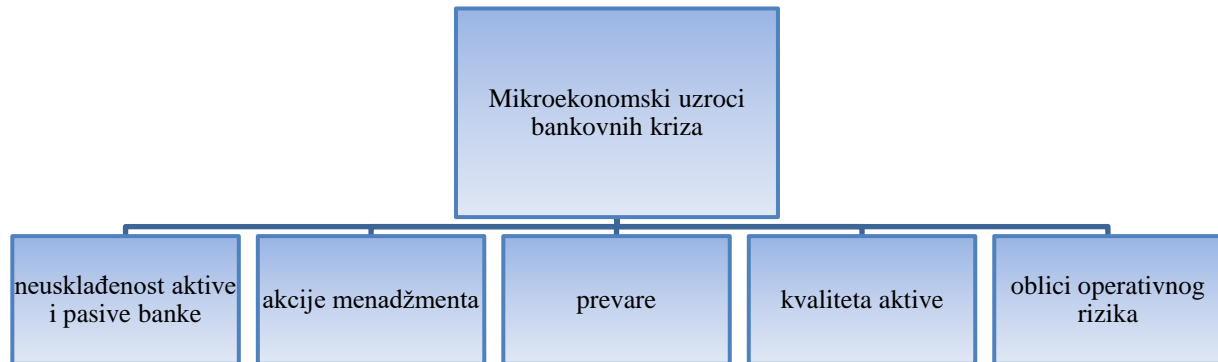 Mikroekonomski uzroci
bankovnih kriza
neusklađenost aktive
i pasive banke
akcije menadžmenta
prevare
kvaliteta aktive
oblici operativnog
rizika